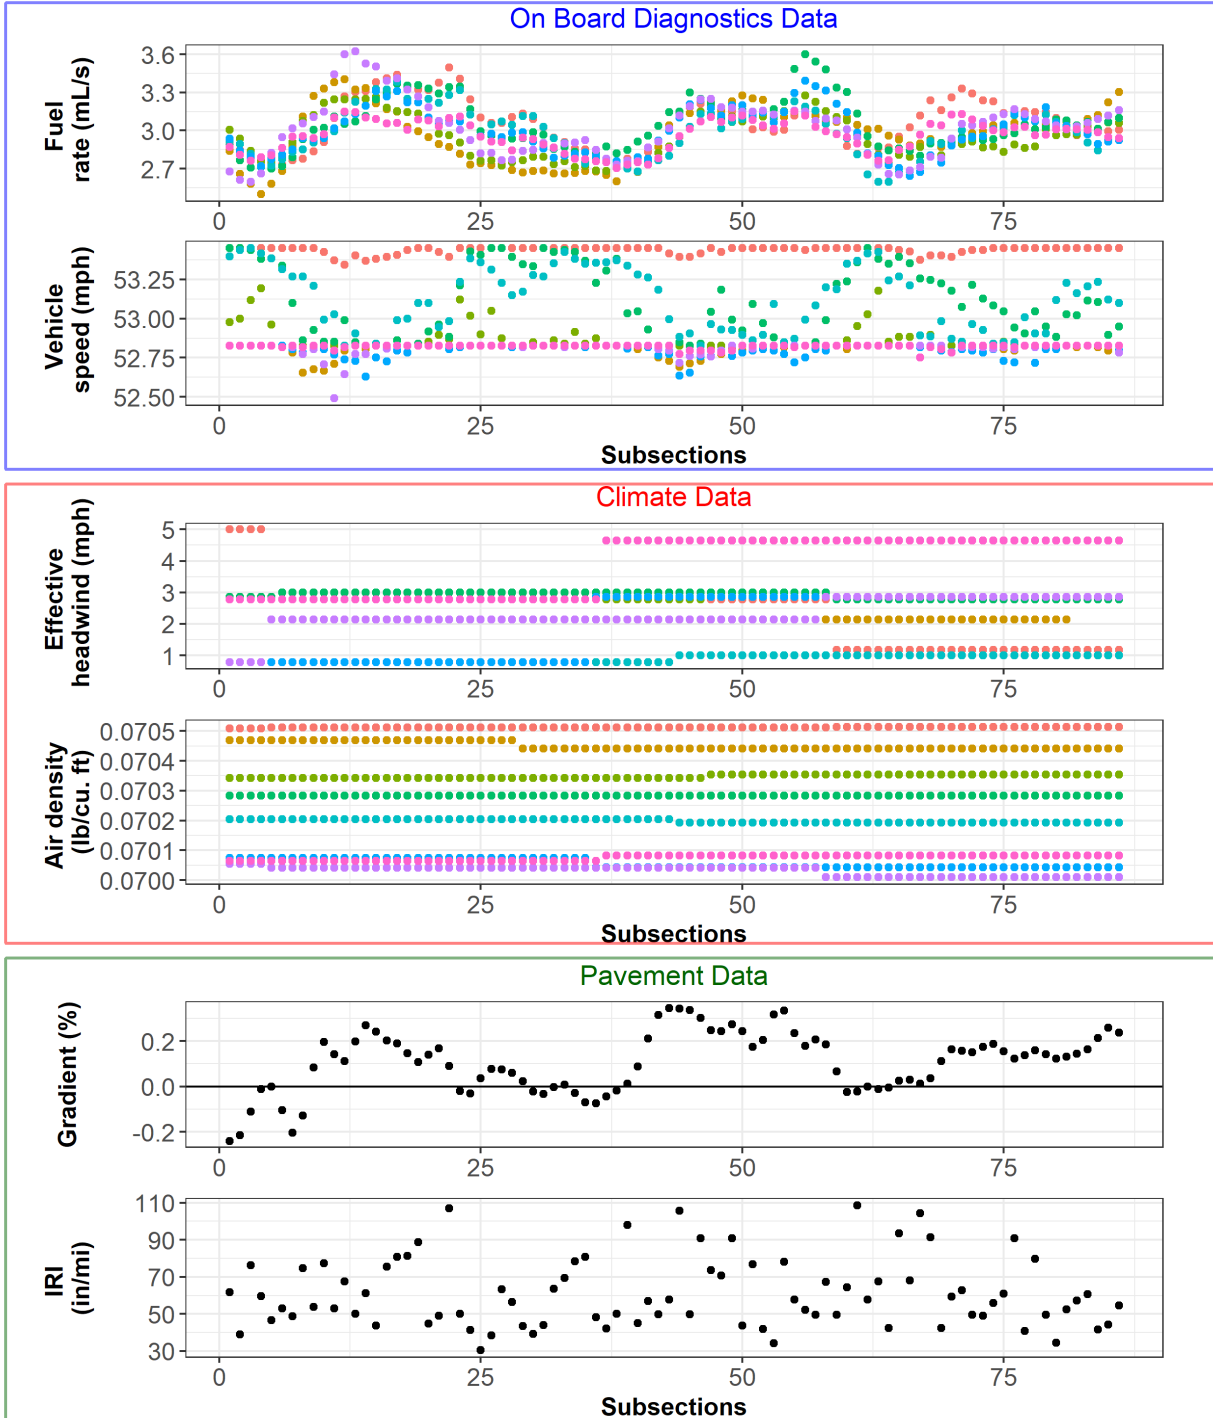 On Board Diagnostics Data
Fuel
rate (mL/s)
3.6
3.3
3.0
2.7
0 25 50 75
Vehicle
speed (mph)
53.25
53.00
52.75
52.50
0 25 50 75
Subsections
Climate Data
Effective
headwind (mph)
5
4
3
2
1
0 25 50 75
Air density
(lb/cu. ft)
0.0705
0.0704
0.0703
0.0702
0.0701
0.0700
0 25 50 75
Subsections
Pavement Data
Gradient (%)
0.2
0.0
-0.2
0 25 50 75
IRI
(in/mi)
110
90
70
50
30
0 25 50 75
Subsections